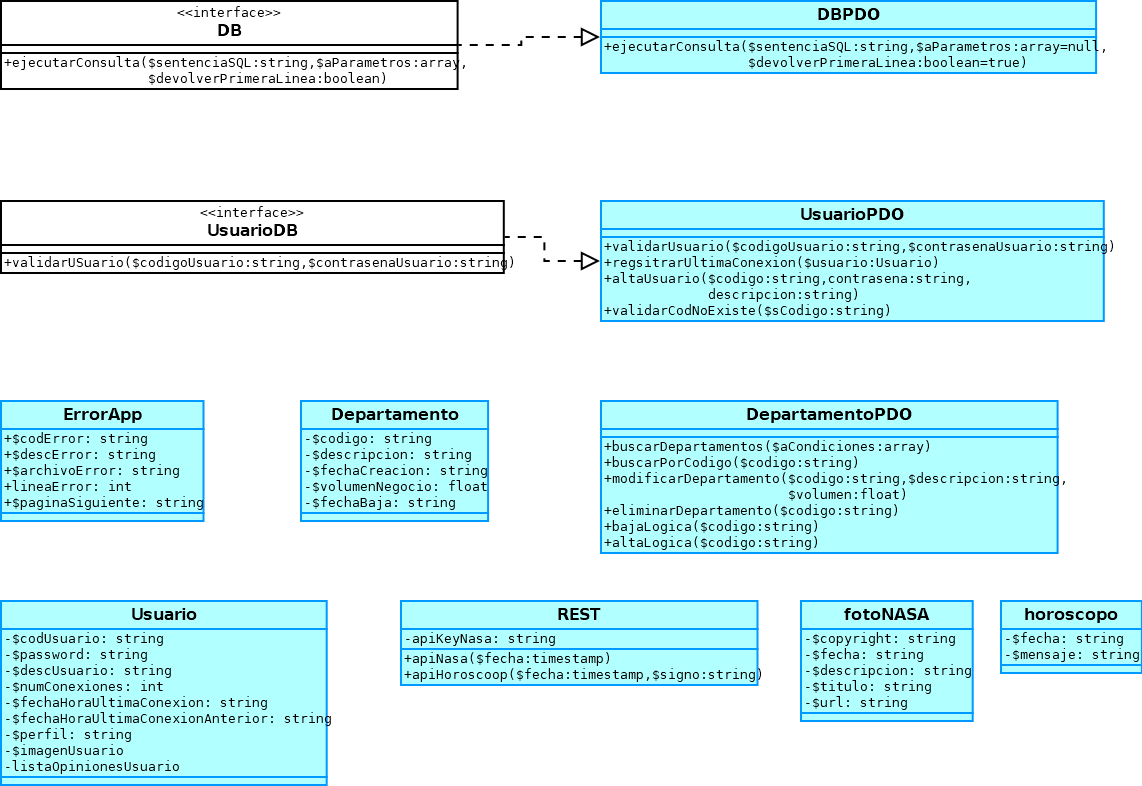 <<interface>>
DB
+ejecutarConsulta($sentenciaSQL:string,$aParametros:array,
$devolverPrimeraLinea:boolean)
DBPDO
+ejecutarConsulta($sentenciaSQL:string,$aParametros:array=null,
$devolverPrimeraLinea:boolean=true)
<<interface>>
UsuarioDB
+validarUSuario($codigoUsuario:string,$contrasenaUsuario:string)
UsuarioPDO
+validarUsuario($codigoUsuario:string,$contrasenaUsuario:string)
+regsitrarUltimaConexion($usuario:Usuario)
+altaUsuario($codigo:string,contrasena:string,
descripcion:string)
+validarCodNoExiste($sCodigo:string)
ErrorApp
+$codError: string
+$descError: string
+$archivoError: string
+lineaError: int
+$paginaSiguiente: string
Departamento
-$codigo: string
-$descripcion: string
-$fechaCreacion: string
-$volumenNegocio: float
-$fechaBaja: string
DepartamentoPDO
+buscarDepartamentos($aCondiciones:array)
+buscarPorCodigo($codigo:string)
+modificarDepartamento($codigo:string,$descripcion:string,
$volumen:float)
+eliminarDepartamento($codigo:string)
+bajaLogica($codigo:string)
+altaLogica($codigo:string)
Usuario
-$codUsuario: string
-$password: string
-$descUsuario: string
-$numConexiones: int
-$fechaHoraUltimaConexion: string
-$fechaHoraUltimaConexionAnterior: string
-$perfil: string
-$imagenUsuario
-listaOpinionesUsuario
REST
-apiKeyNasa: string
+apiNasa($fecha:timestamp)
+apiHoroscoop($fecha:timestamp,$signo:string)
fotoNASA
-$copyright: string
-$fecha: string
-$descripcion: string
-$titulo: string
-$url: string
horoscopo
-$fecha: string
-$mensaje: string